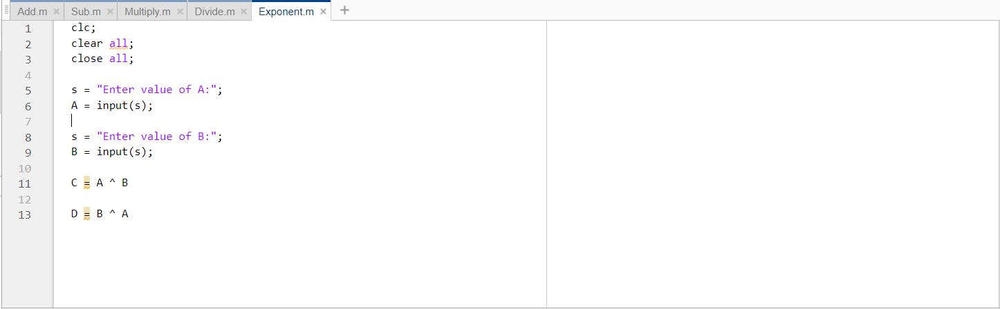 Add.m × Sub.m × Multiply.m × Divide.m × Exponent.m × +
1 clc;
2 clear all;
3 close all;
4
5 s = "Enter value of A:";
6 A = input(s);
7
8 s = "Enter value of B:";
9 B = input(s);
10
11 C = A ^ B
12
13 D = B ^ A